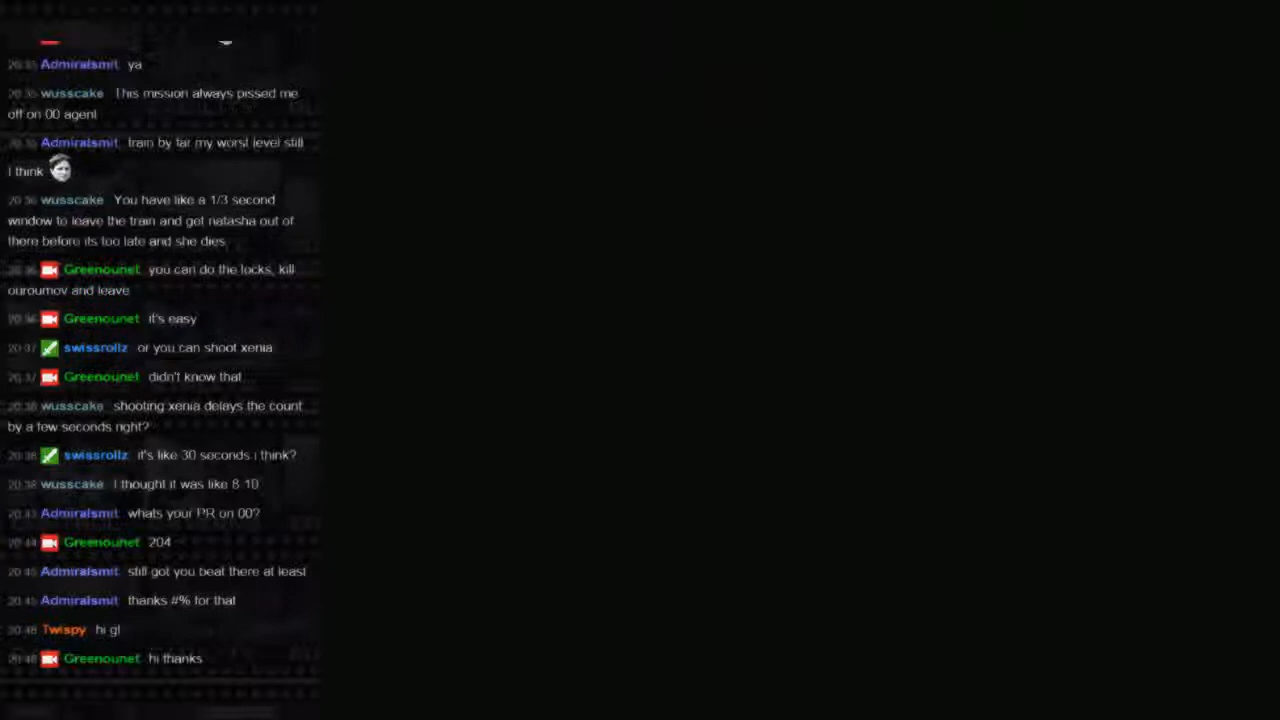 20:35 Admiralsmit ya
20:35 wusscake This mission always pissed me
off on 00 agent
20:35 Admiralsmit train by far my worst level still
I think
20:36 wusscake You have like a 1/3 second
window to leave the train and get natasha out of
there before its too late and she dies
20:36 Greenounet you can do the locks, kill
ouroumov and leave
20:36 Greenounet it's easy
20:37 swissrollz or you can shoot xenia
20:37 Greenounet didn't know that
20:38 wusscake shooting xenia delays the count
by a few seconds right?
20:38 swissrollz it's like 30 seconds i think?
20:38 wusscake I thought it was like 8-10
20:43 Admiralsmit whats your PR on 00?
20:44 Greenounet 204
20:45 Admiralsmit still got you beat there at least
20:45 Admiralsmit thanks #% for that
20:48 Twispy hi gl
20:48 Greenounet hi thanks